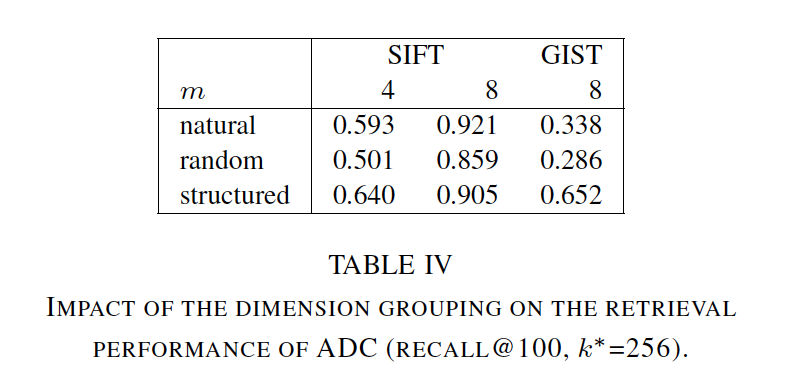 SIFT GIST
m 4 8 8
natural 0.593 0.921 0.338
random 0.501 0.859 0.286
structured 0.640 0.905 0.652
TABLE IV
IMPACT OF THE DIMENSION GROUPING ON THE RETRIEVAL
PERFORMANCE OF ADC (RECALL@100, k*=256).